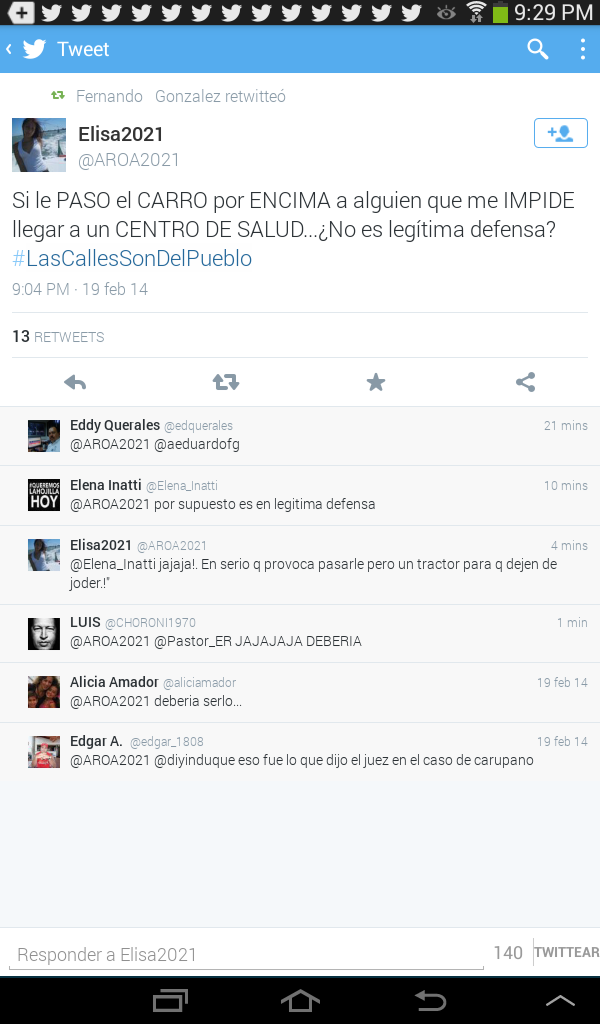 9:29 PM
Tweet
Fernando Gonzalez retwitteó
Elisa2021
@AROA2021
Si le PASO el CARRO por ENCIMA a alguien que me IMPIDE
llegar a un CENTRO DE SALUD...¿No es legítima defensa?
#LasCallesSonDelPueblo
9:04 PM · 19 feb 14
13 RETWEETS
Eddy Querales @edquerales 21 mins
@AROA2021 @aeduardofg
#QUEREMOS
LAHOJILLA
HOY
Elena Inatti @Elena_Inatti 10 mins
@AROA2021 por supuesto es en legitima defensa
Elisa2021 @AROA2021 4 mins
@Elena_Inatti jajaja!. En serio q provoca pasarle pero un tractor para q dejen de
joder.!"
LUIS @CHORONI1970 1 min
@AROA2021 @Pastor_ER JAJAJAJA DEBERIA
Alicia Amador @aliciamador 19 feb 14
@AROA2021 deberia serlo...
Edgar A. @edgar_1808 19 feb 14
@AROA2021 @diyinduque eso fue lo que dijo el juez en el caso de carupano
Responder a Elisa2021 140 TWITTEAR